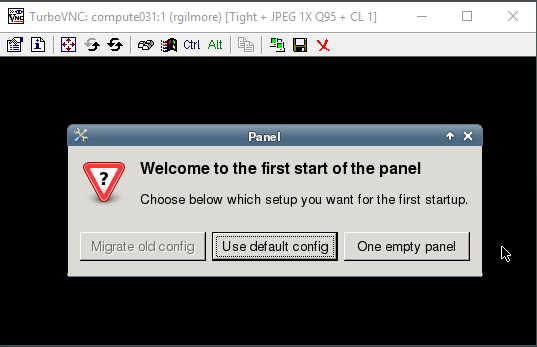 TurboVNC: compute031:1 (rgilmore) [Tight + JPEG 1X Q95 + CL 1]
Ctrl Alt
Panel
Welcome to the first start of the panel
Choose below which setup you want for the first startup.
Migrate old config Use default config One empty panel